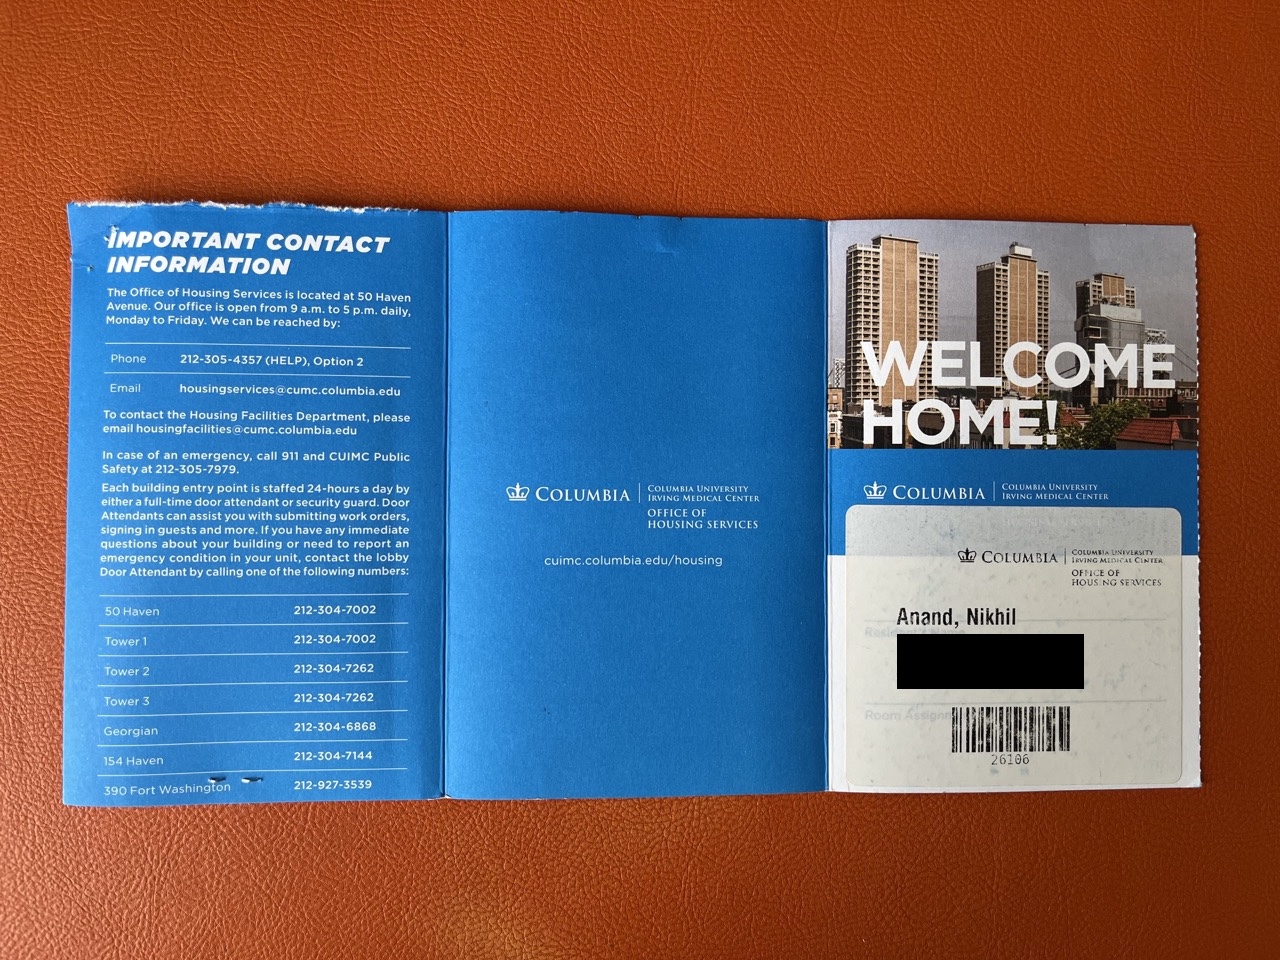 IMPORTANT CONTACT
INFORMATION
The Office of Housing Services is located at 50 Haven
Avenue. Our office is open from 9 a.m. to 5 p.m. daily,
Monday to Friday. We can be reached by:
Phone 212-305-4357 (HELP), Option 2
Email housingservices@cumc.columbia.edu
To contact the Housing Facilities Department, please
email housingfacilities@cumc.columbia.edu
In case of an emergency, call 911 and CUIMC Public
Safety at 212-305-7979.
Each building entry point is staffed 24-hours a day by
either a full-time door attendant or security guard. Door
Attendants can assist you with submitting work orders,
signing in guests and more. If you have any immediate
questions about your building or need to report an
emergency condition in your unit, contact the lobby
Door Attendant by calling one of the following numbers:
50 Haven 212-304-7002
Tower 1 212-304-7002
Tower 2 212-304-7262
Tower 3 212-304-7262
Georgian 212-304-6868
154 Haven 212-304-7144
390 Fort Washington 212-927-3539
COLUMBIA
COLUMBIA UNIVERSITY
IRVING MEDICAL CENTER
OFFICE OF
HOUSING SERVICES
cuimc.columbia.edu/housing
WELCOME
HOME!
COLUMBIA
COLUMBIA UNIVERSITY
IRVING MEDICAL CENTER
COLUMBIA
COLUMBIA UNIVERSITY
IRVING MEDICAL CENTER
OFFICE OF
HOUSING SERVICES
Anand, Nikhil
Resident's Name
Room Assignm
26106